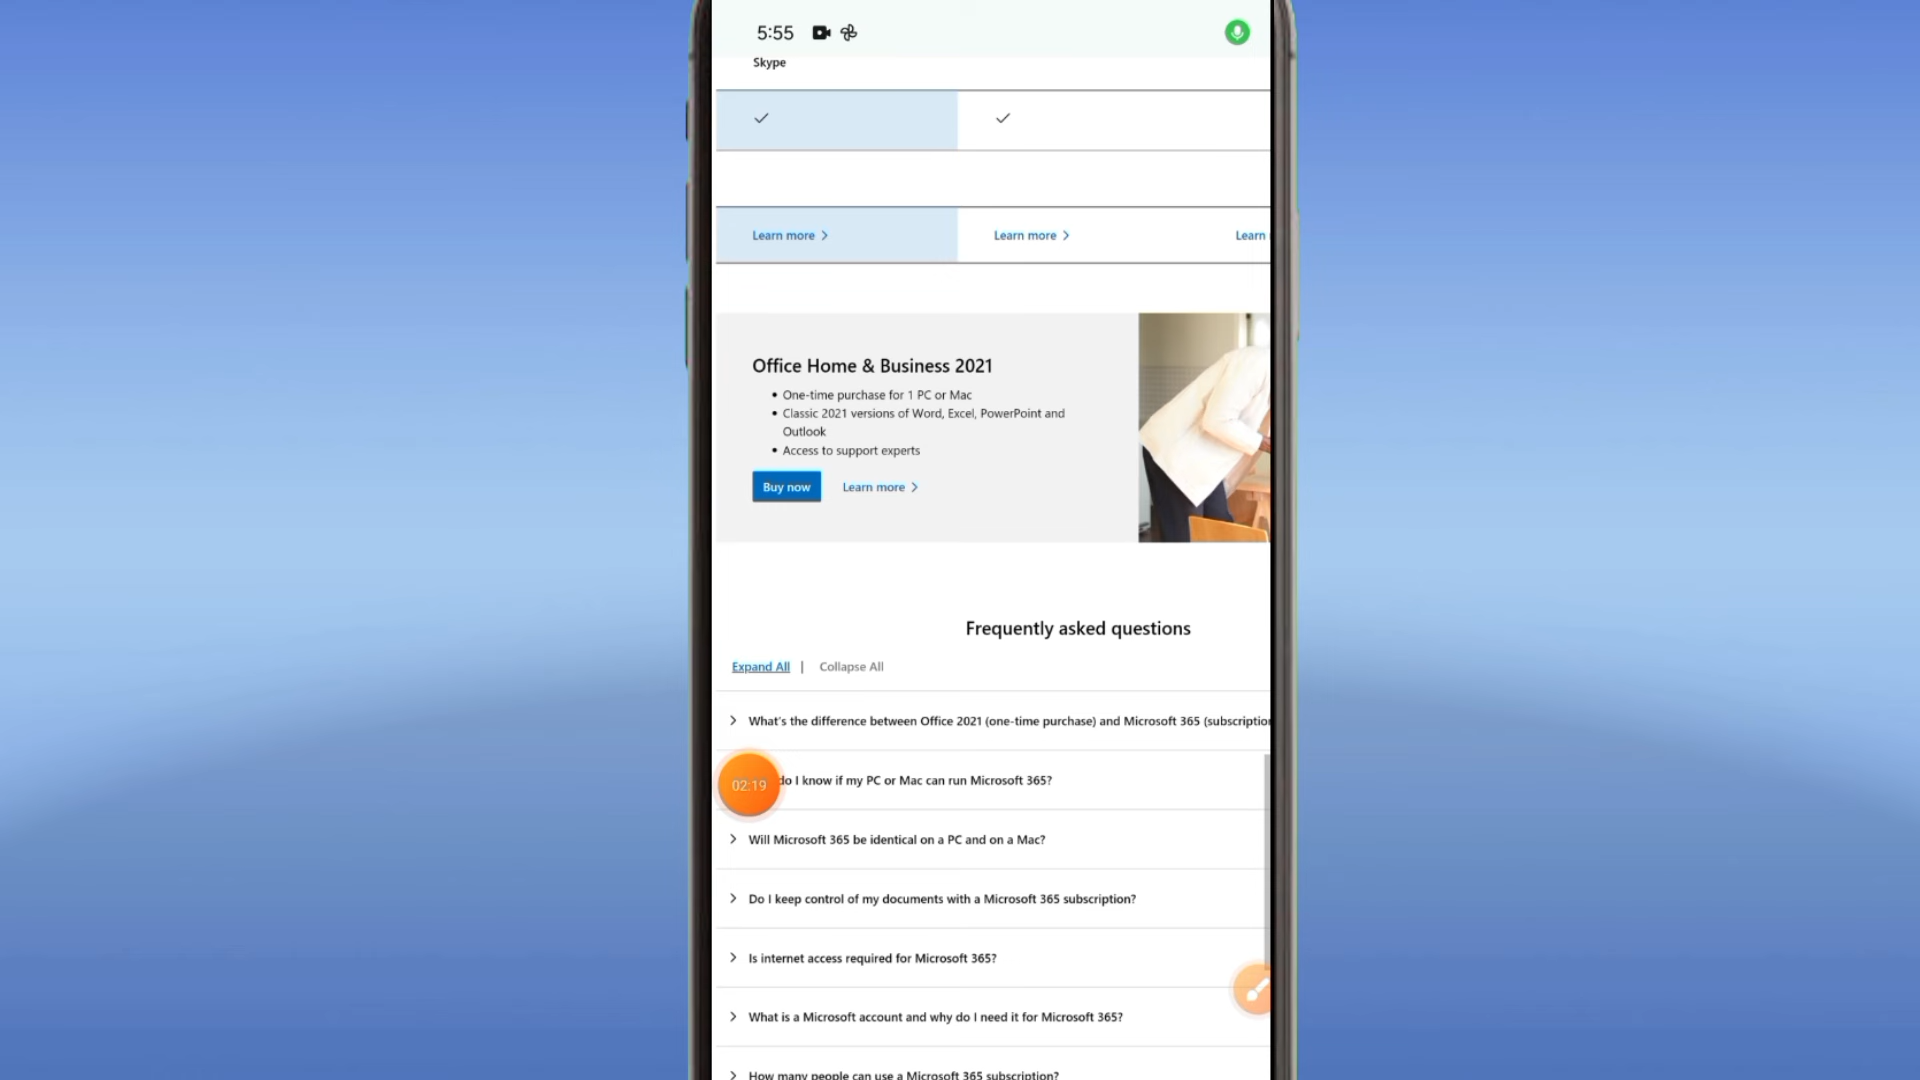 5:55
Skype
Learn more
Learn more
Learn
Office Home & Business 2021
• One-time purchase for 1 PC or Mac
• Classic 2021 versions of Word, Excel, PowerPoint and
Outlook
• Access to support experts
Buy now
Learn more
Frequently asked questions
Expand All | Collapse All
What's the difference between Office 2021 (one-time purchase) and Microsoft 365 (subscription
02:19
do I know if my PC or Mac can run Microsoft 365?
Will Microsoft 365 be identical on a PC and on a Mac?
Do I keep control of my documents with a Microsoft 365 subscription?
Is internet access required for Microsoft 365?
What is a Microsoft account and why do I need it for Microsoft 365?
How many people can use a Microsoft 365 subscription?